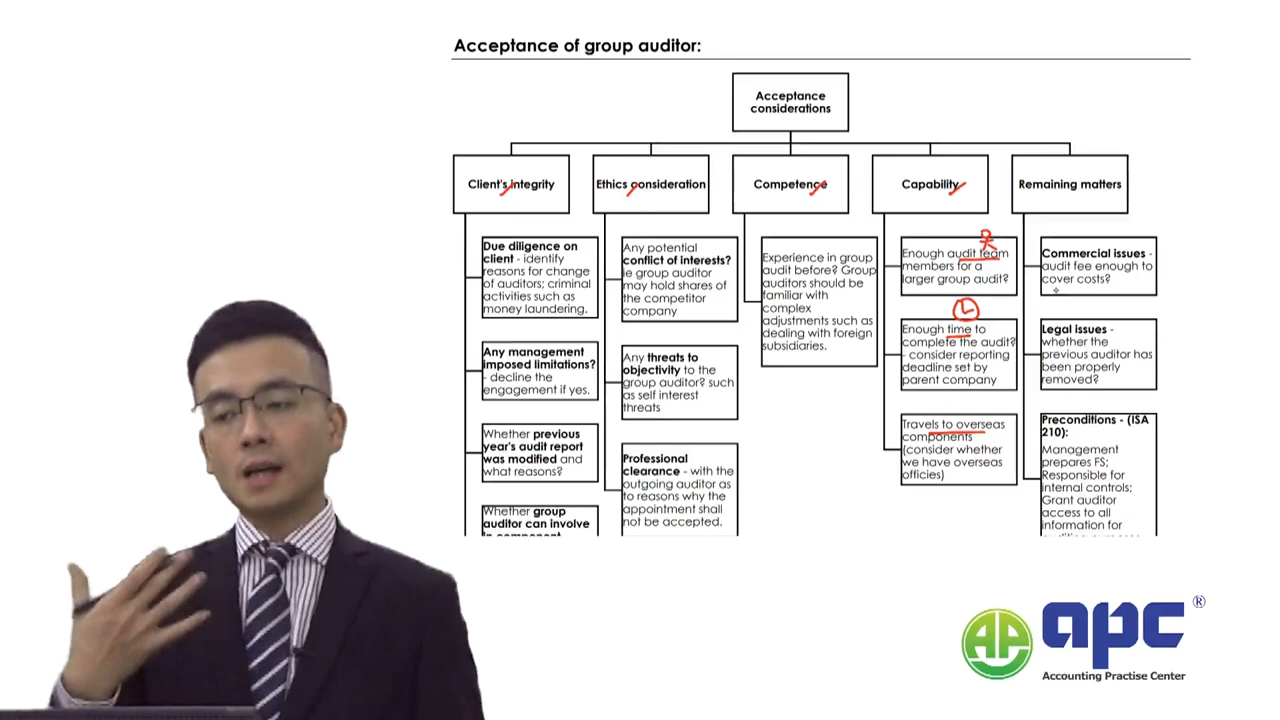 Acceptance of group auditor:
Acceptance
considerations
Client's integrity
Ethics consideration
Competence
Capability
Remaining matters
Due diligence on
client - identify
reasons for change
of auditors; criminal
activities such as
money laundering.
Any management
imposed limitations?
- decline the
engagement if yes.
Whether previous
year's audit report
was modified and
what reasons?
Whether group
auditor can involve
in component
Any potential
conflict of interests?
ie group auditor
may hold shares of
the competitor
company
Any threats to
objectivity to the
group auditor? such
as self interest
threats
Professional
clearance - with the
outgoing auditor as
to reasons why the
appointment shall
not be accepted.
Experience in group
audit before? Group
auditors should be
familiar with
complex
adjustments such as
dealing with foreign
subsidiaries.
Enough audit team
members for a
larger group audit?
Enough time to
complete the audit?
- consider reporting
deadline set by
parent company
Travels to overseas
components
(consider whether
we have overseas
officies)
Commercial issues -
audit fee enough to
cover costs?
Legal issues -
whether the
previous auditor has
been properly
removed?
Preconditions - (ISA
210):
Management
prepares FS;
Responsible for
internal controls;
Grant auditor
access to all
information for
AP
apc ®
Accounting Practise Center